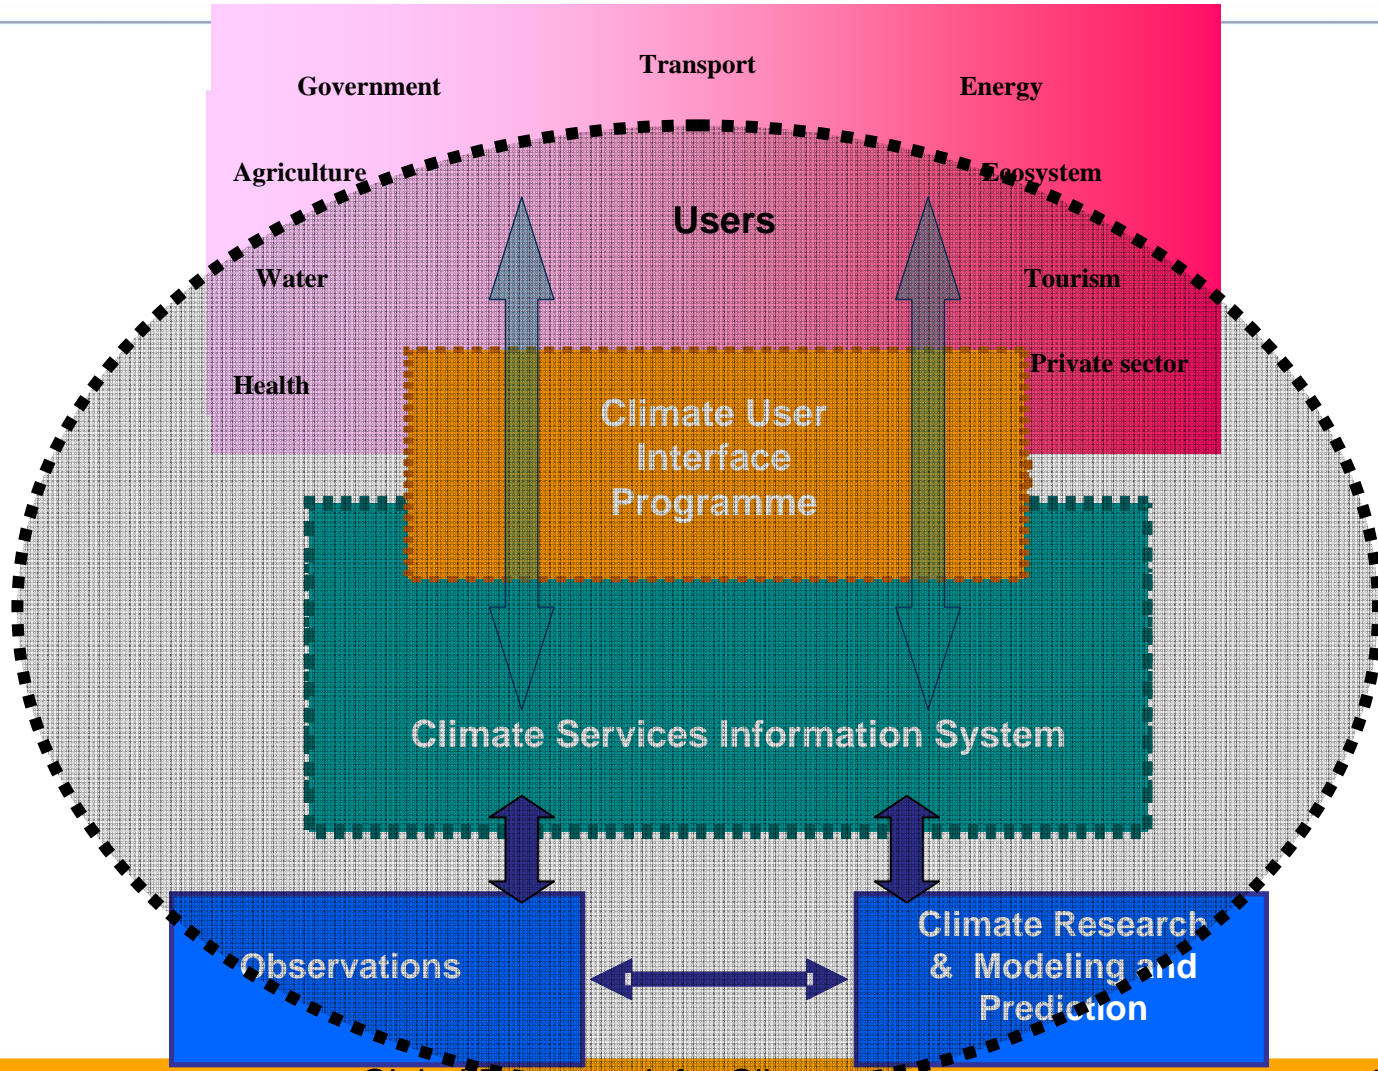 Transport
Government
Energy
Agriculture
Ecosystem
Users
Water
Tourism
Private sector
Health
Climate User
Interface
Programme
Climate Services Information System
Observations
Climate Research
& Modeling and
Prediction